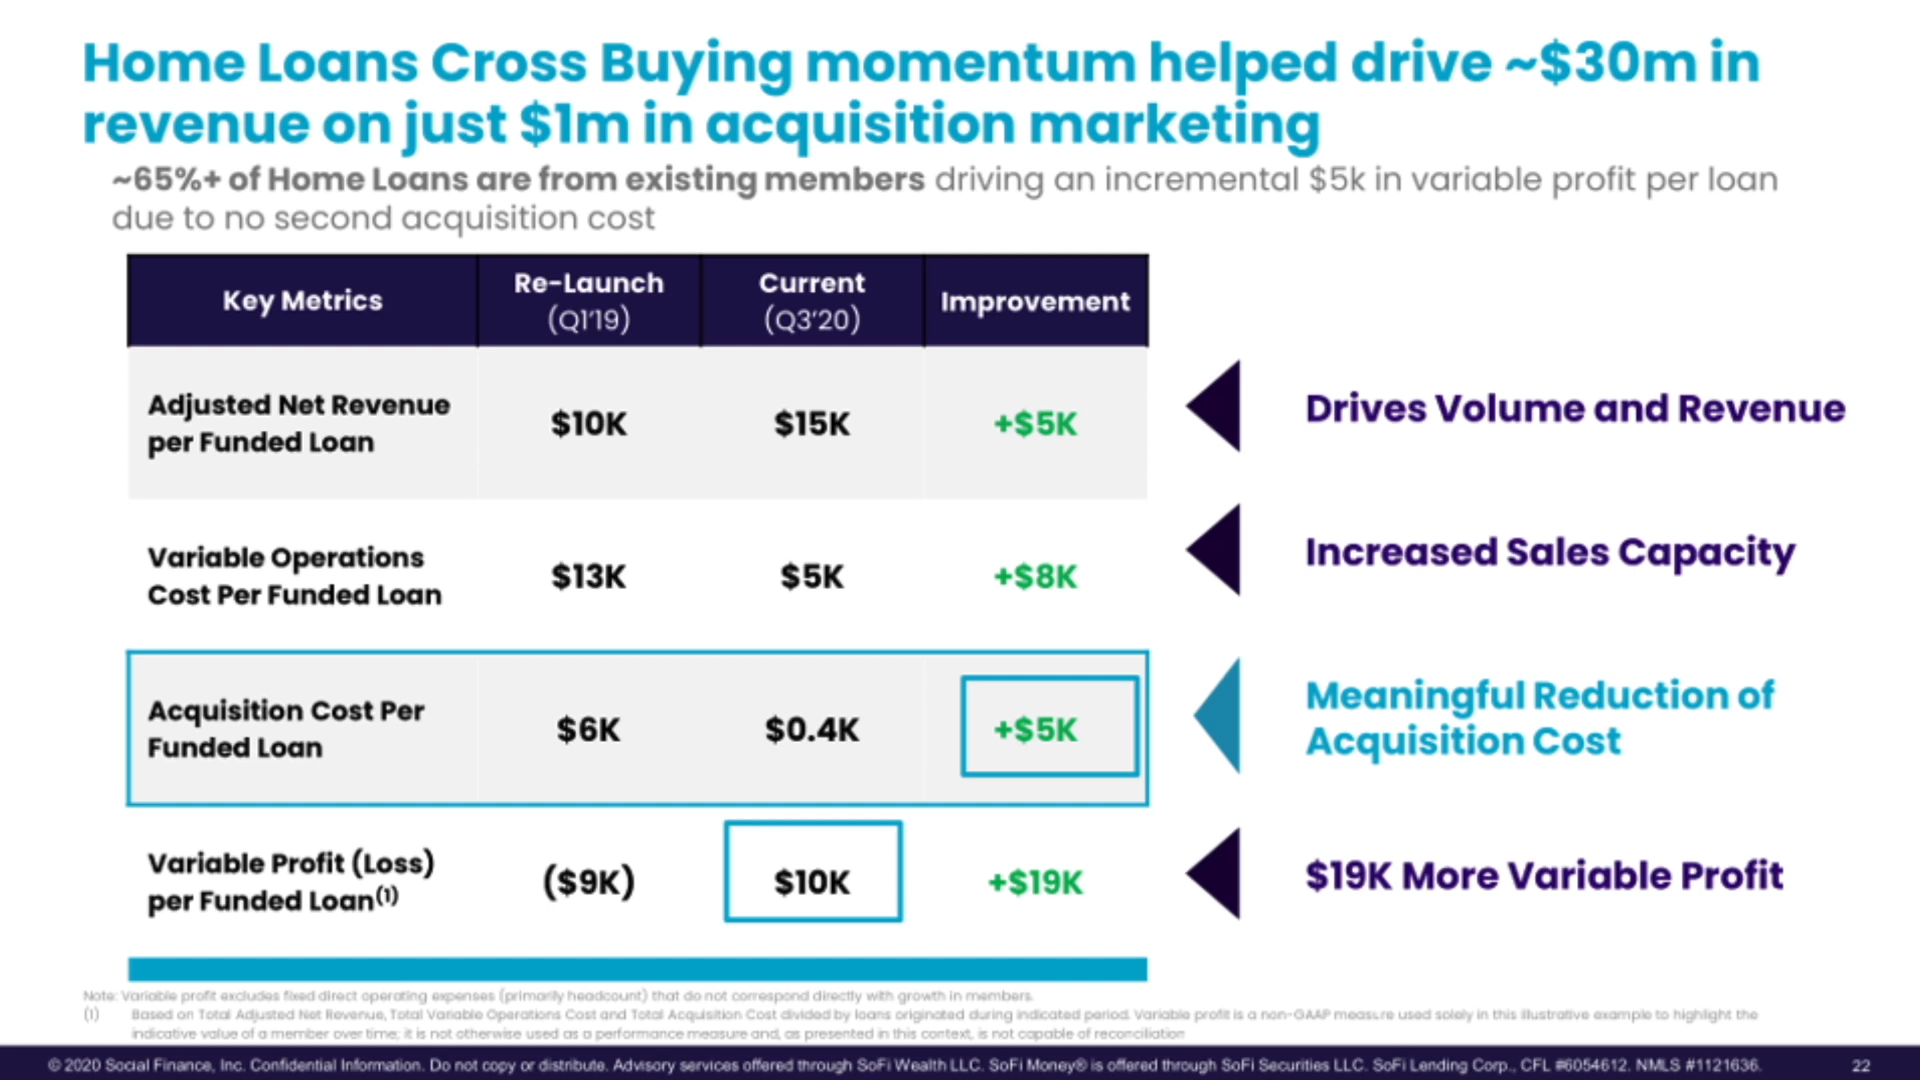 Home Loans Cross Buying momentum helped drive ~$30m in
revenue on just $1m in acquisition marketing
~65%+ of Home Loans are from existing members driving an incremental $5k in variable profit per loan
due to no second acquisition cost
Key Metrics
Re-Launch
(Q1'19)
Current
(Q3'20)
Improvement
Adjusted Net Revenue
per Funded Loan
$10K
$15K
+$5K
Drives Volume and Revenue
Variable Operations
Cost Per Funded Loan
$13K
$5K
+$8K
Increased Sales Capacity
Acquisition Cost Per
Funded Loan
$6K
$0.4K
+$5K
Meaningful Reduction of
Acquisition Cost
Variable Profit (Loss)
per Funded Loan(1)
($9K)
$10K
+$19K
$19K More Variable Profit
Note: Variable profit excludes fixed direct operating expenses (primarily headcount) that do not correspond directly with growth in members.
(1) Based on Total Adjusted Net Revenue, Total Variable Operations Cost and Total Acquisition Cost divided by loans originated during indicated period. Variable profit is a non-GAAP measure used solely in this illustrative example to highlight the
indicative value of a member over time; it is not otherwise used as a performance measure and, as presented in this context, is not capable of reconciliation
© 2020 Social Finance, Inc. Confidential Information. Do not copy or distribute. Advisory services offered through SoFi Wealth LLC. SoFi Money® is offered through SoFi Securities LLC. SoFi Lending Corp., CFL #6054612. NMLS #1121636.
22